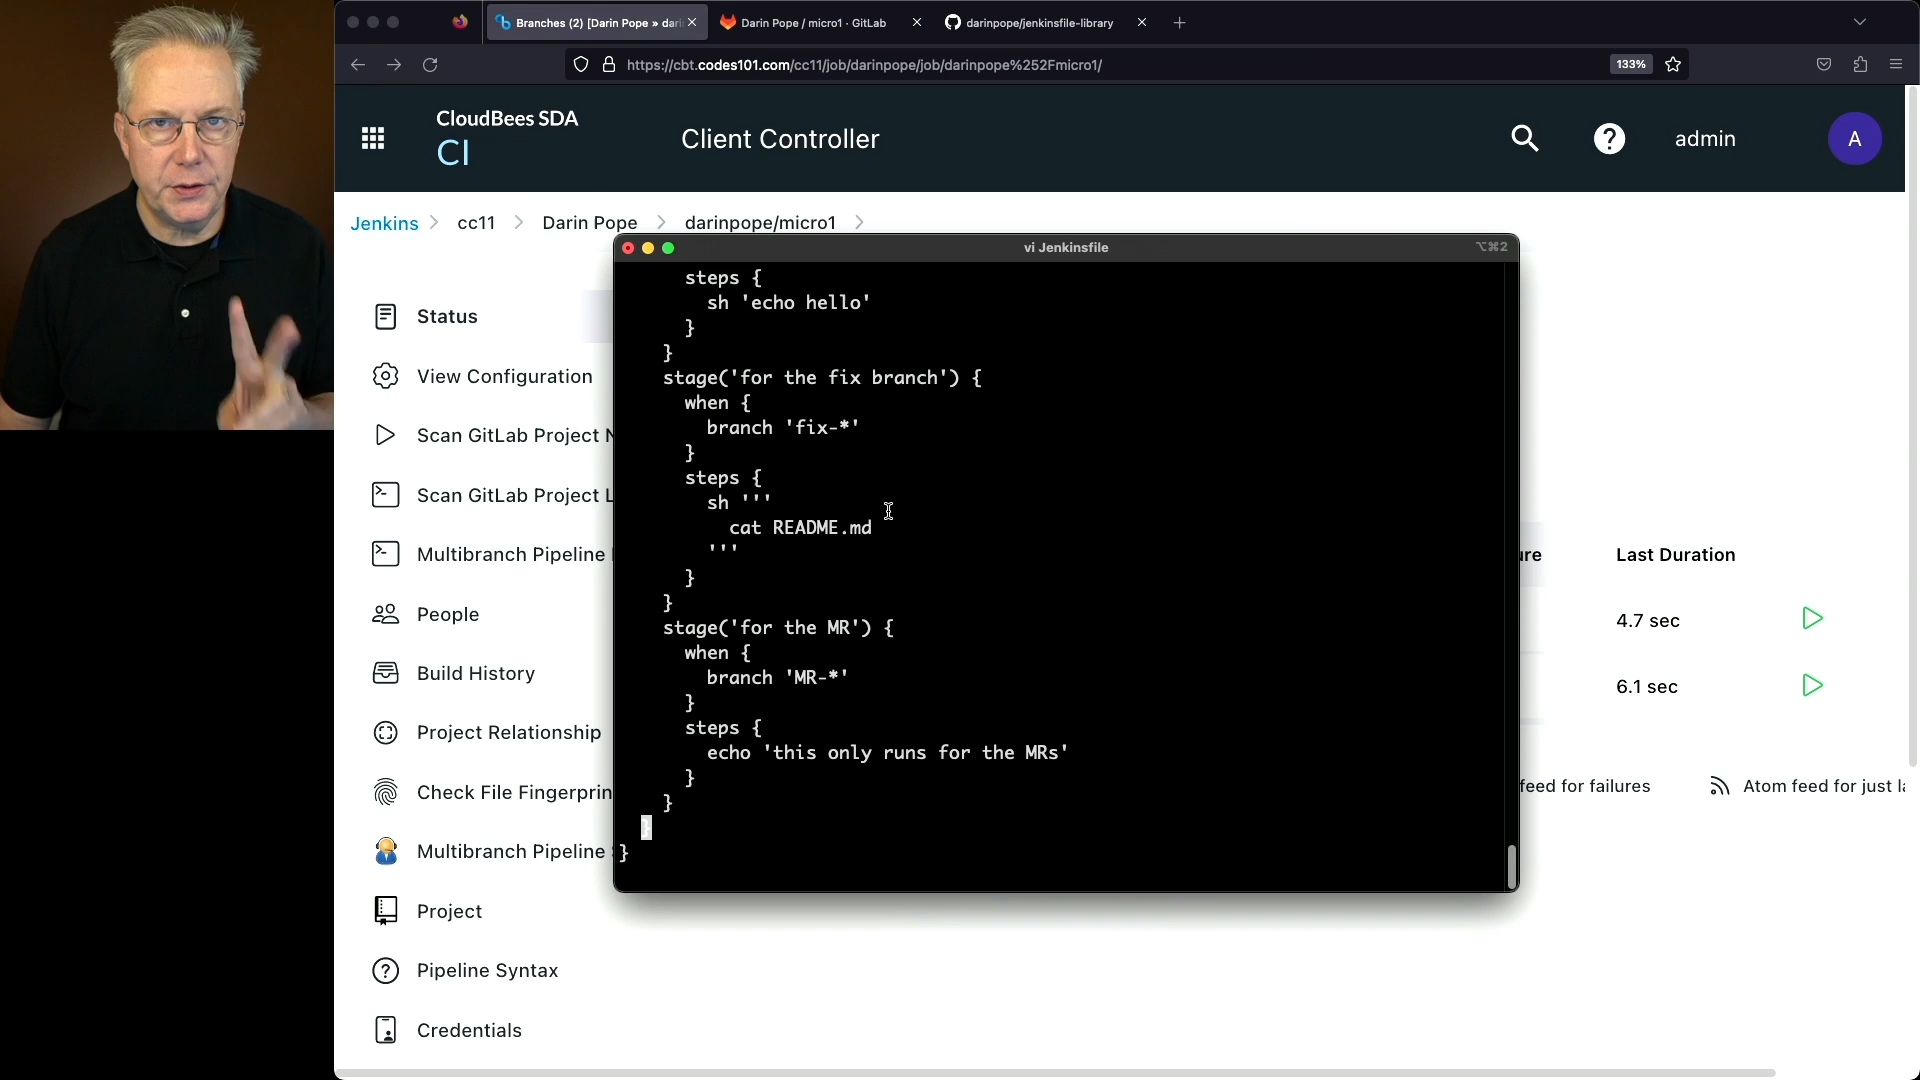 Branches (2) [Darin Pope » dari
Darin Pope / micro1 · GitLab
darinpope/jenkinsfile-library
https://cbt.codes101.com/cc11/job/darinpope/job/darinpope%252Fmicro1/
133%
CloudBees SDA
CI
Client Controller
admin
A
Jenkins
cc11
Darin Pope
darinpope/micro1
Status
View Configuration
Scan GitLab Project N
Scan GitLab Project L
Multibranch Pipeline
People
Build History
Project Relationship
Check File Fingerprin
Multibranch Pipeline
Project
Pipeline Syntax
Credentials
vi Jenkinsfile
⌥⌘2
steps {
sh 'echo hello'
}
}
stage('for the fix branch') {
when {
branch 'fix-*'
}
steps {
sh '''
cat README.md
'''
}
}
stage('for the MR') {
when {
branch 'MR-*'
}
steps {
echo 'this only runs for the MRs'
}
}
}
}
ure
Last Duration
4.7 sec
6.1 sec
feed for failures
Atom feed for just la